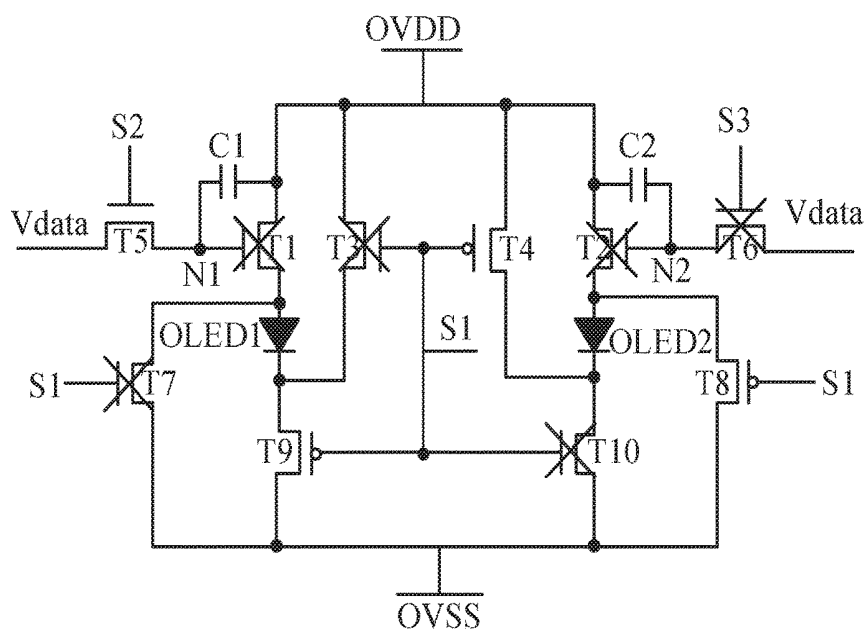 OVDD
S2
C1
C2
S3
Vdata
T5
N1
T1
T3
T4
T2
N2
T6
Vdata
OLED1
S1
OLED2
S1
T7
T8
S1
T9
T10
OVSS